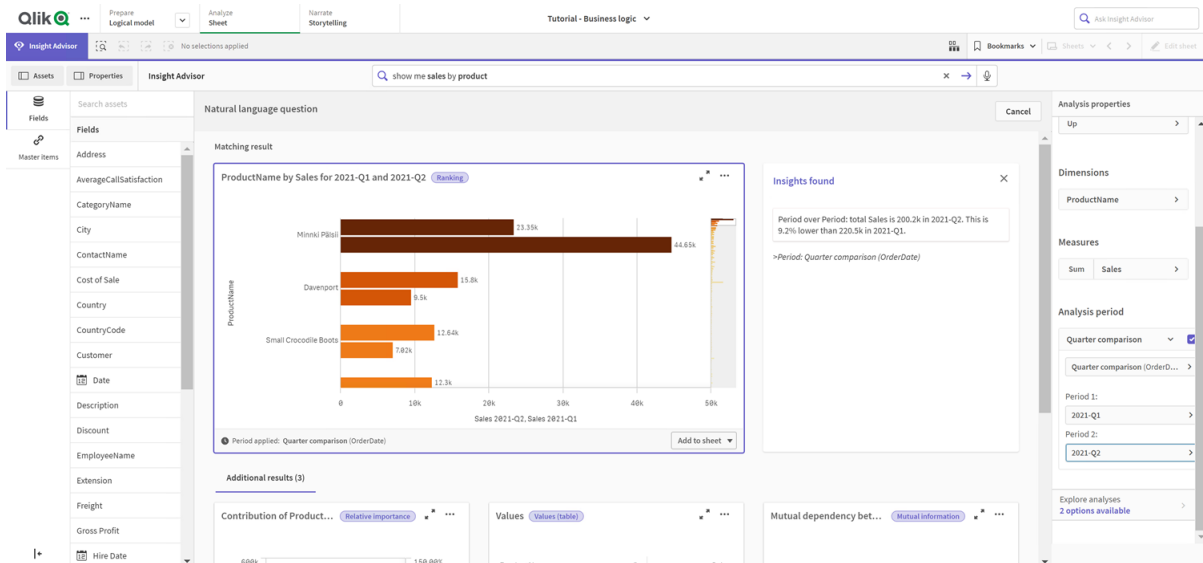 Qlik
Prepare
Logical model
Analyze
Sheet
Narrate
Storytelling
Tutorial - Business logic
Ask Insight Advisor
Insight Advisor
No selections applied
Bookmarks
Sheets
Edit sheet
Assets
Properties
Insight Advisor
show me sales by product
Fields
Master items
Search assets
Fields
Address
AverageCallSatisfaction
CategoryName
City
ContactName
Cost of Sale
Country
CountryCode
Customer
Date
Description
Discount
EmployeeName
Extension
Freight
Gross Profit
Hire Date
Natural language question
Cancel
Matching result
ProductName by Sales for 2021-Q1 and 2021-Q2 Ranking
ProductName
Minnki Pälsii
23.35k
44.65k
Davenport
15.8k
9.5k
Small Crocodile Boots
12.64k
7.02k
12.3k
0 10k 20k 30k 40k 50k
Sales 2021-Q2, Sales 2021-Q1
Period applied: Quarter comparison (OrderDate)
Add to sheet
Insights found
Period over Period: total Sales is 200.2k in 2021-Q2. This is
9.2% lower than 220.5k in 2021-Q1.
>Period: Quarter comparison (OrderDate)
Additional results (3)
Contribution of Product... Relative importance
600k 150.00%
Values Values (table)
Mutual dependency bet... Mutual information
Analysis properties
Up
Dimensions
ProductName
Measures
Sum Sales
Analysis period
Quarter comparison
Quarter comparison (OrderD...
Period 1:
2021-Q1
Period 2:
2021-Q2
Explore analyses
2 options available